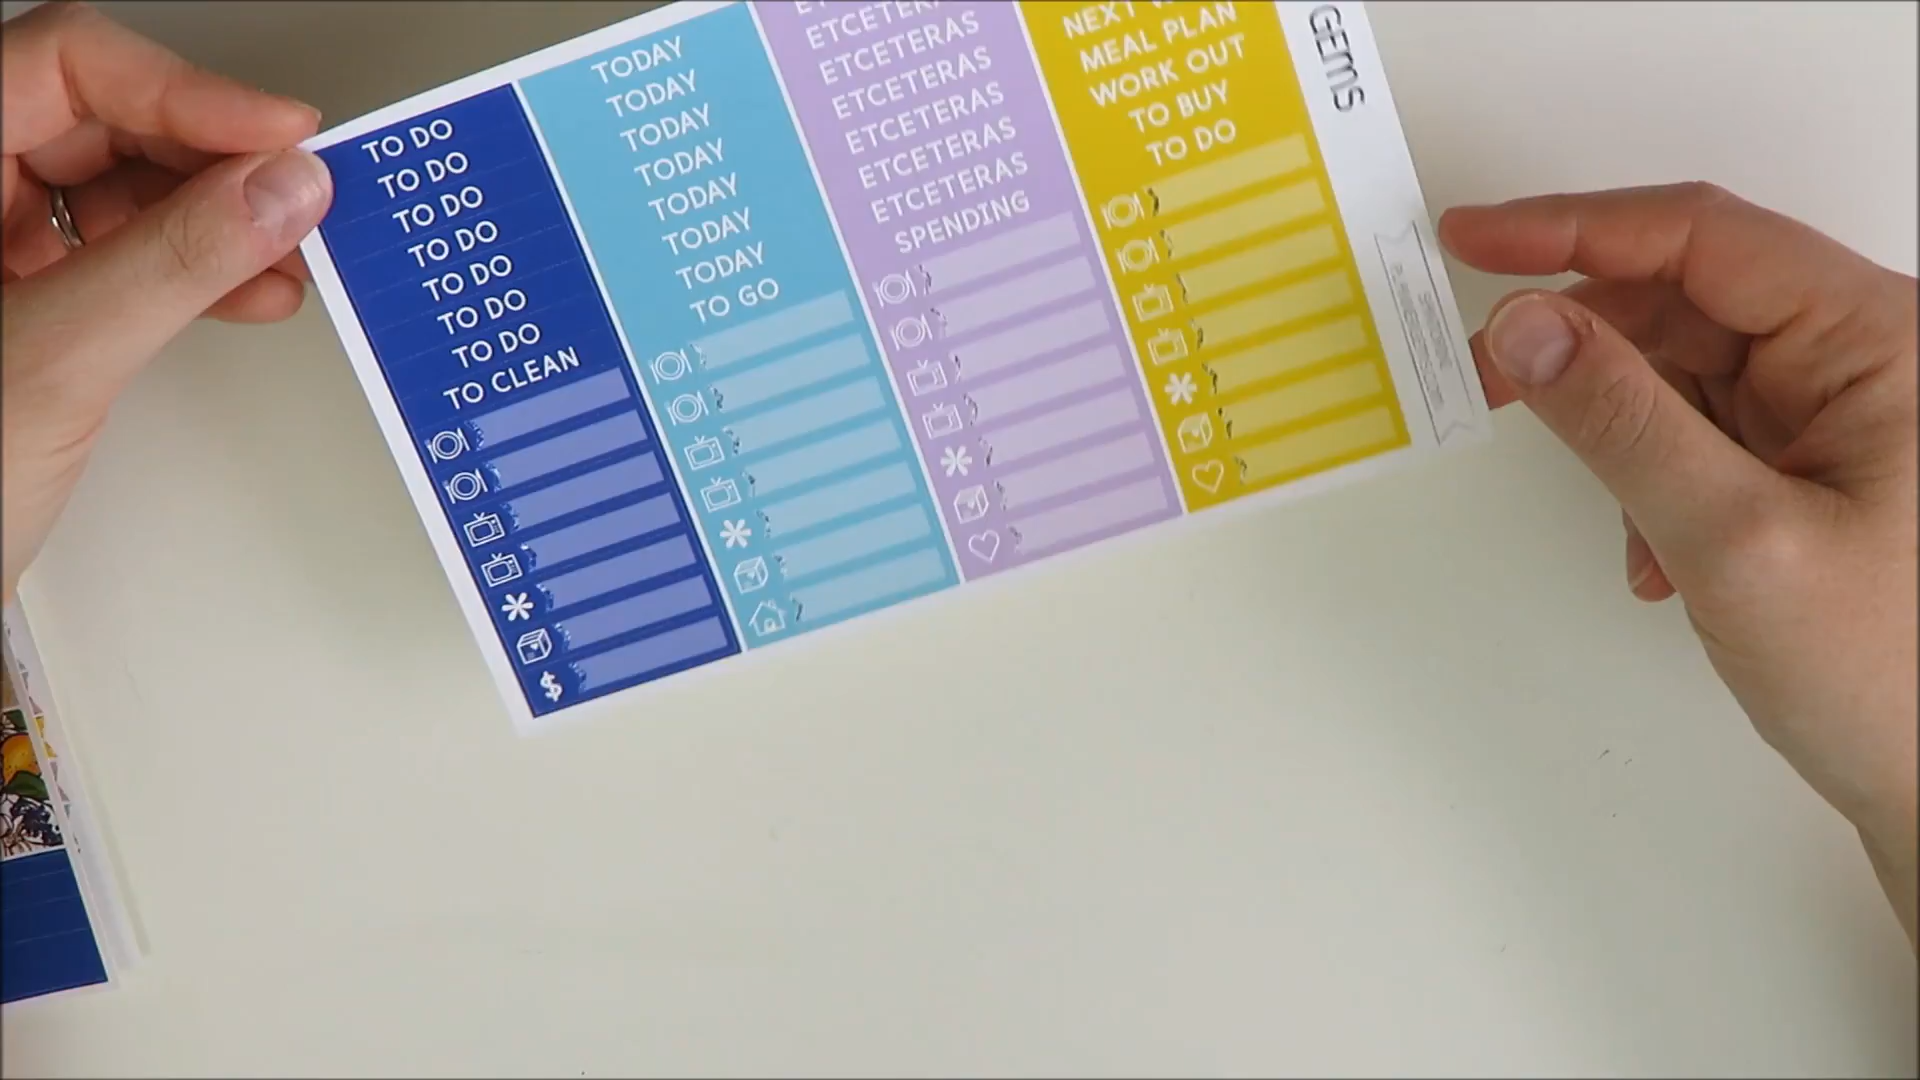 TO DO
TO DO
TO DO
TO DO
TO DO
TO DO
TO DO
TO CLEAN
$
TODAY
TODAY
TODAY
TODAY
TODAY
TODAY
TODAY
TO GO
ETCETERAS
ETCETERAS
ETCETERAS
ETCETERAS
ETCETERAS
ETCETERAS
SPENDING
NEXT
MEAL PLAN
WORK OUT
TO BUY
TO DO
GEMS